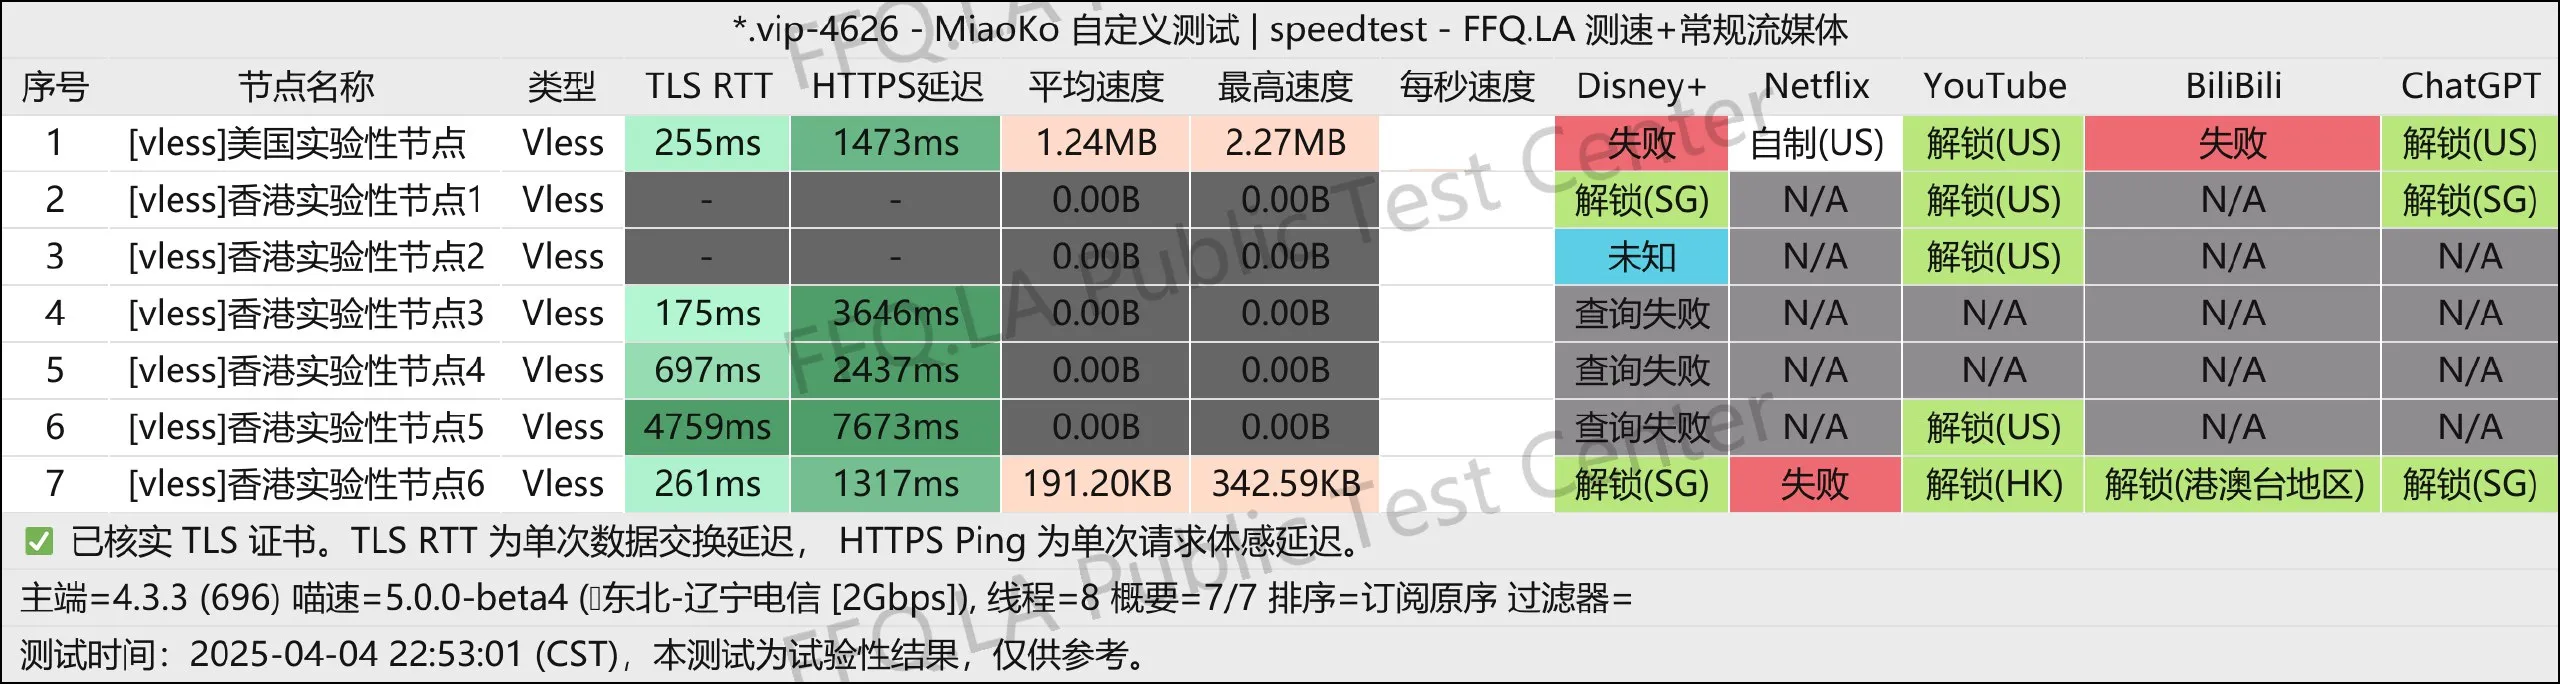 *.vip-4626 - MiaoKo 自定义测试 | speedtest - FFQ.LA 测速+常规流媒体
序号 节点名称 类型 TLS RTT HTTPS延迟 平均速度 最高速度 每秒速度 Disney+ Netflix YouTube BiliBili ChatGPT
1 [vless]美国实验性节点 Vless 255ms 1473ms 1.24MB 2.27MB 失败 自制(US) 解锁(US) 失败 解锁(US)
2 [vless]香港实验性节点1 Vless - - 0.00B 0.00B 解锁(SG) N/A 解锁(US) N/A 解锁(SG)
3 [vless]香港实验性节点2 Vless - - 0.00B 0.00B 未知 N/A 解锁(US) N/A N/A
4 [vless]香港实验性节点3 Vless 175ms 3646ms 0.00B 0.00B 查询失败 N/A N/A N/A N/A
5 [vless]香港实验性节点4 Vless 697ms 2437ms 0.00B 0.00B 查询失败 N/A N/A N/A N/A
6 [vless]香港实验性节点5 Vless 4759ms 7673ms 0.00B 0.00B 查询失败 N/A 解锁(US) N/A N/A
7 [vless]香港实验性节点6 Vless 261ms 1317ms 191.20KB 342.59KB 解锁(SG) 失败 解锁(HK) 解锁(港澳台地区) 解锁(SG)
✅ 已核实 TLS 证书。TLS RTT 为单次数据交换延迟， HTTPS Ping 为单次请求体感延迟。
主端=4.3.3 (696) 喵速=5.0.0-beta4 (东北-辽宁电信 [2Gbps]), 线程=8 概要=7/7 排序=订阅原序 过滤器=
测试时间：2025-04-04 22:53:01 (CST)，本测试为试验性结果，仅供参考。
FFQ.LA Public Test Center
FFQ.LA Public Test Center